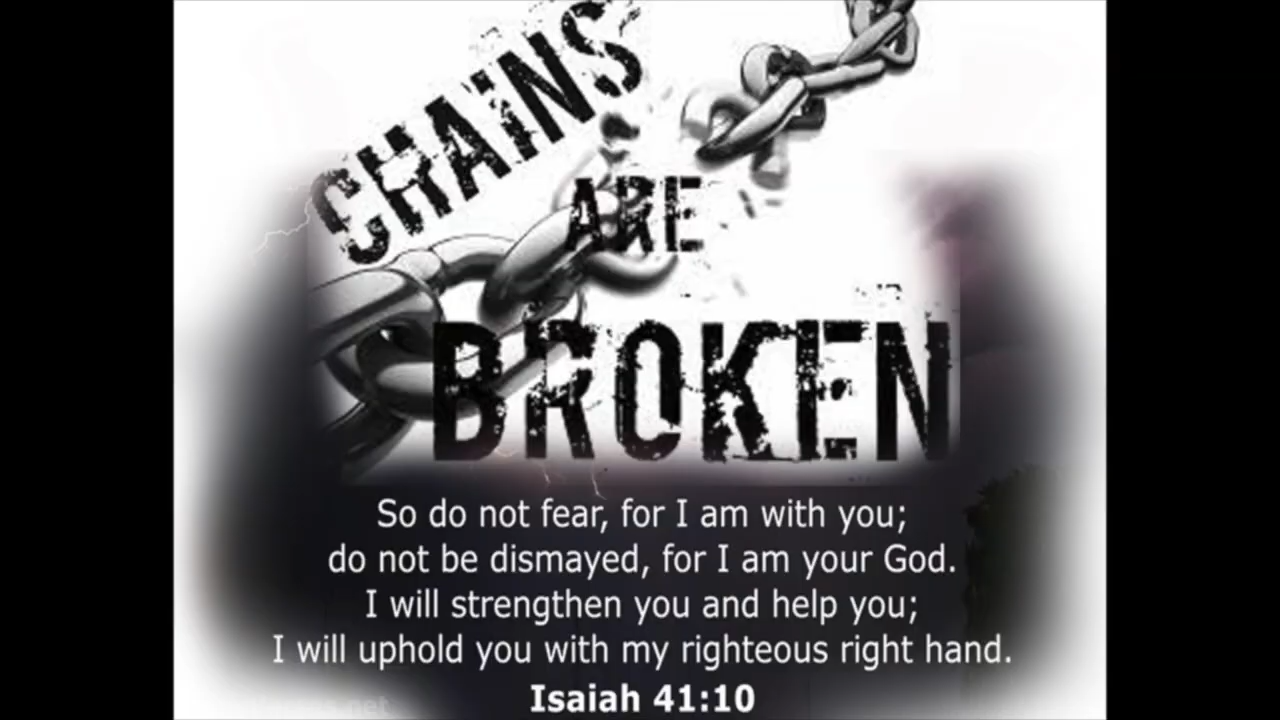 CHAINS
ARE
BROKEN
So do not fear, for I am with you;
do not be dismayed, for I am your God.
I will strengthen you and help you;
I will uphold you with my righteous right hand.
Isaiah 41:10